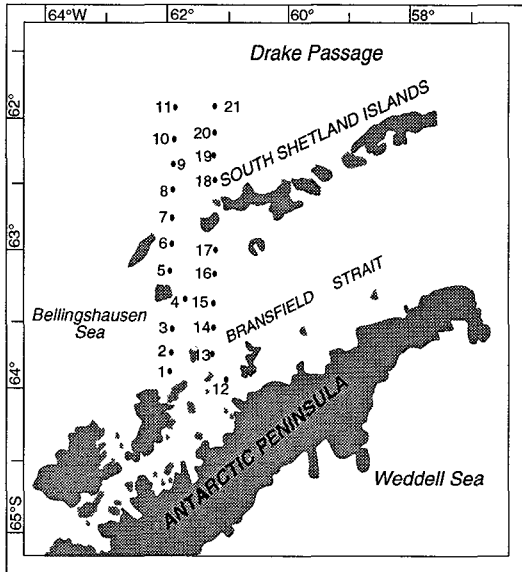 64°W 62° 60° 58°
Drake Passage
11 21
62°
10 20
9 19
SOUTH SHETLAND ISLANDS
8 18
7
6 17
63°
5 16
4 15
BRANSFIELD STRAIT
Bellingshausen
Sea
3 14
2 13
1 12
64°
ANTARCTIC PENINSULA
Weddell Sea
65°S